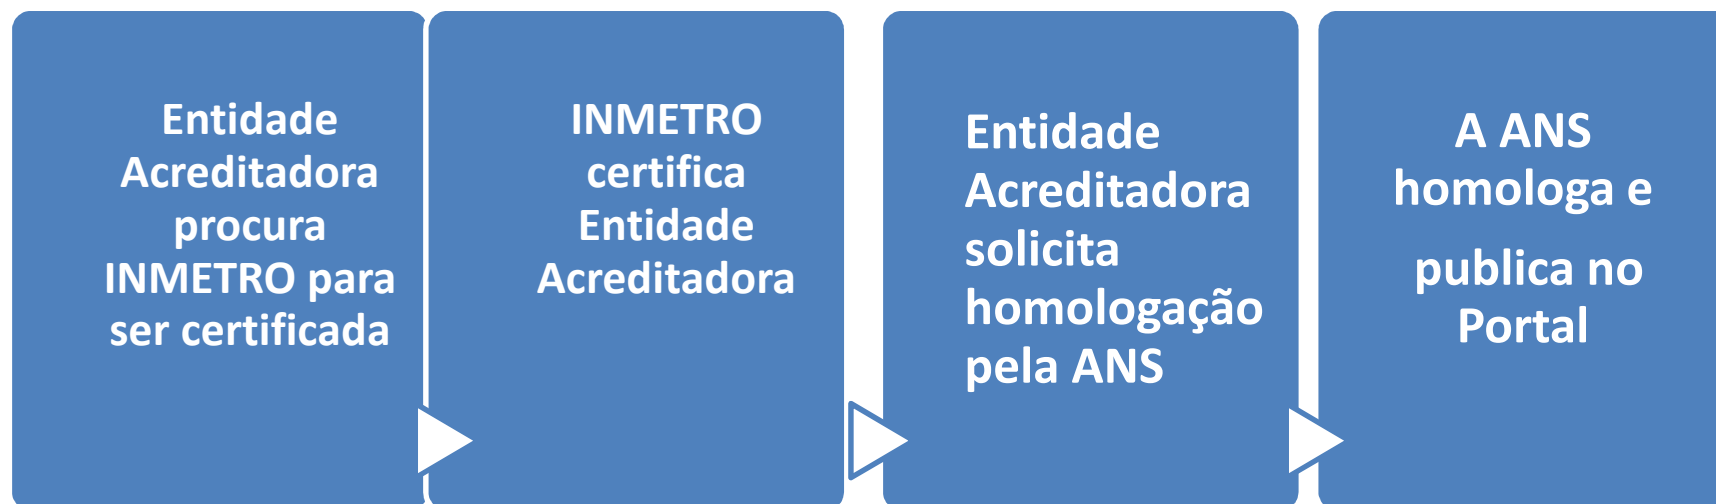 Entidade
Acreditadora
procura
INMETRO para
ser certificada
INMETRO
certifica
Entidade
Acreditadora
Entidade
Acreditadora
solicita
homologação
pela ANS
A ANS
homologa e
publica no
Portal